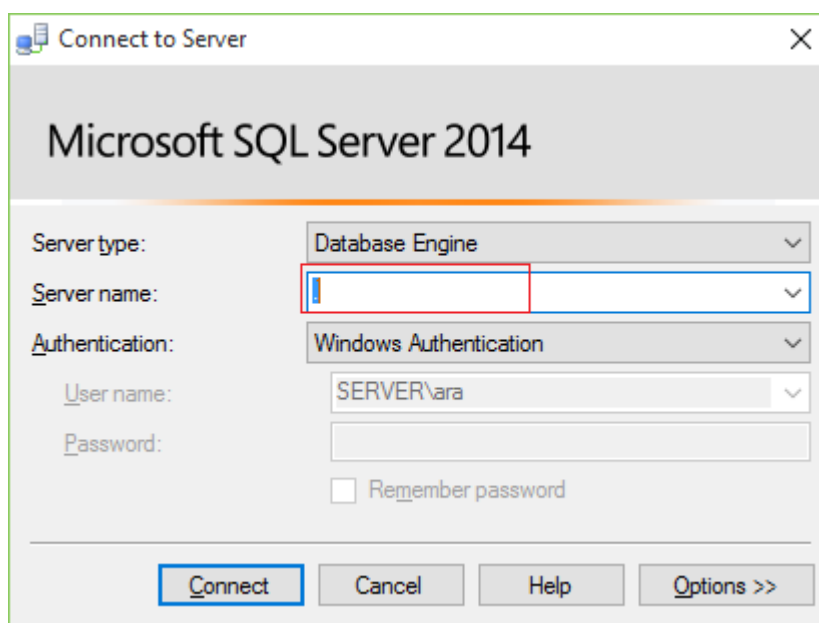 Connect to Server
Microsoft SQL Server 2014
Server type: Database Engine
Server name: .
Authentication: Windows Authentication
User name: SERVER\ara
Password:
Remember password
Connect Cancel Help Options >>